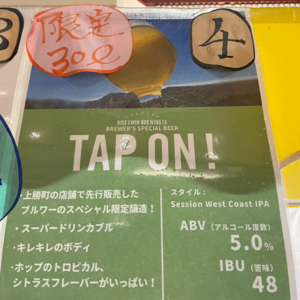 限定
30ℓ
4
RISE & WIN BREWING CO.
BREWER'S SPECIAL BEER
TAP ON!
・上勝町の店舗で先行販売した
ブルワーのスペシャル限定醸造！
・スーパードリンカブル
・キレキレのボディ
・ホップのトロピカル、
シトラスフレーバーがいっぱい！
スタイル：
Session West Coast IPA
ABV（アルコール度数）
5.0%
IBU（苦味）
48